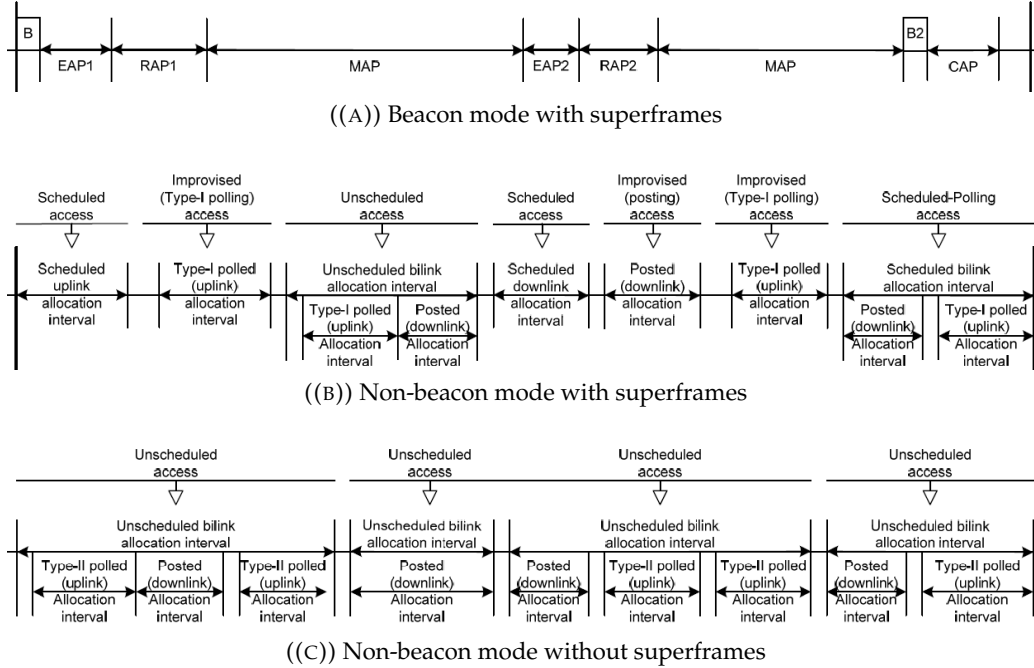 B
B2
EAP1
RAP1
MAP
EAP2
RAP2
MAP
CAP
((A)) Beacon mode with superframes
Scheduled
access
Improvised
(Type-I polling)
access
Unscheduled
access
Scheduled
access
Improvised
(posting)
access
Improvised
(Type-I polling)
access
Scheduled-Polling
access
Scheduled
uplink
allocation
interval
Type-I polled
(uplink)
allocation
interval
Unscheduled bilink
allocation interval
Type-I polled
(uplink)
Allocation
interval
Posted
(downlink)
Allocation
interval
Scheduled
downlink
allocation
interval
Posted
(downlink)
allocation
interval
Type-I polled
(uplink)
allocation
interval
Scheduled bilink
allocation interval
Posted
(downlink)
Allocation
interval
Type-I polled
(uplink)
Allocation
interval
((B)) Non-beacon mode with superframes
Unscheduled
access
Unscheduled
access
Unscheduled
access
Unscheduled
access
Unscheduled bilink
allocation interval
Type-II polled
(uplink)
Allocation
interval
Posted
(downlink)
Allocation
interval
Type-II polled
(uplink)
Allocation
interval
Unscheduled bilink
allocation interval
Posted
(downlink)
Allocation
interval
Unscheduled bilink
allocation interval
Posted
(downlink)
Allocation
interval
Type-II polled
(uplink)
Allocation
interval
Type-II polled
(uplink)
Allocation
interval
Unscheduled bilink
allocation interval
Posted
(downlink)
Allocation
interval
Type-II polled
(uplink)
Allocation
interval
((C)) Non-beacon mode without superframes